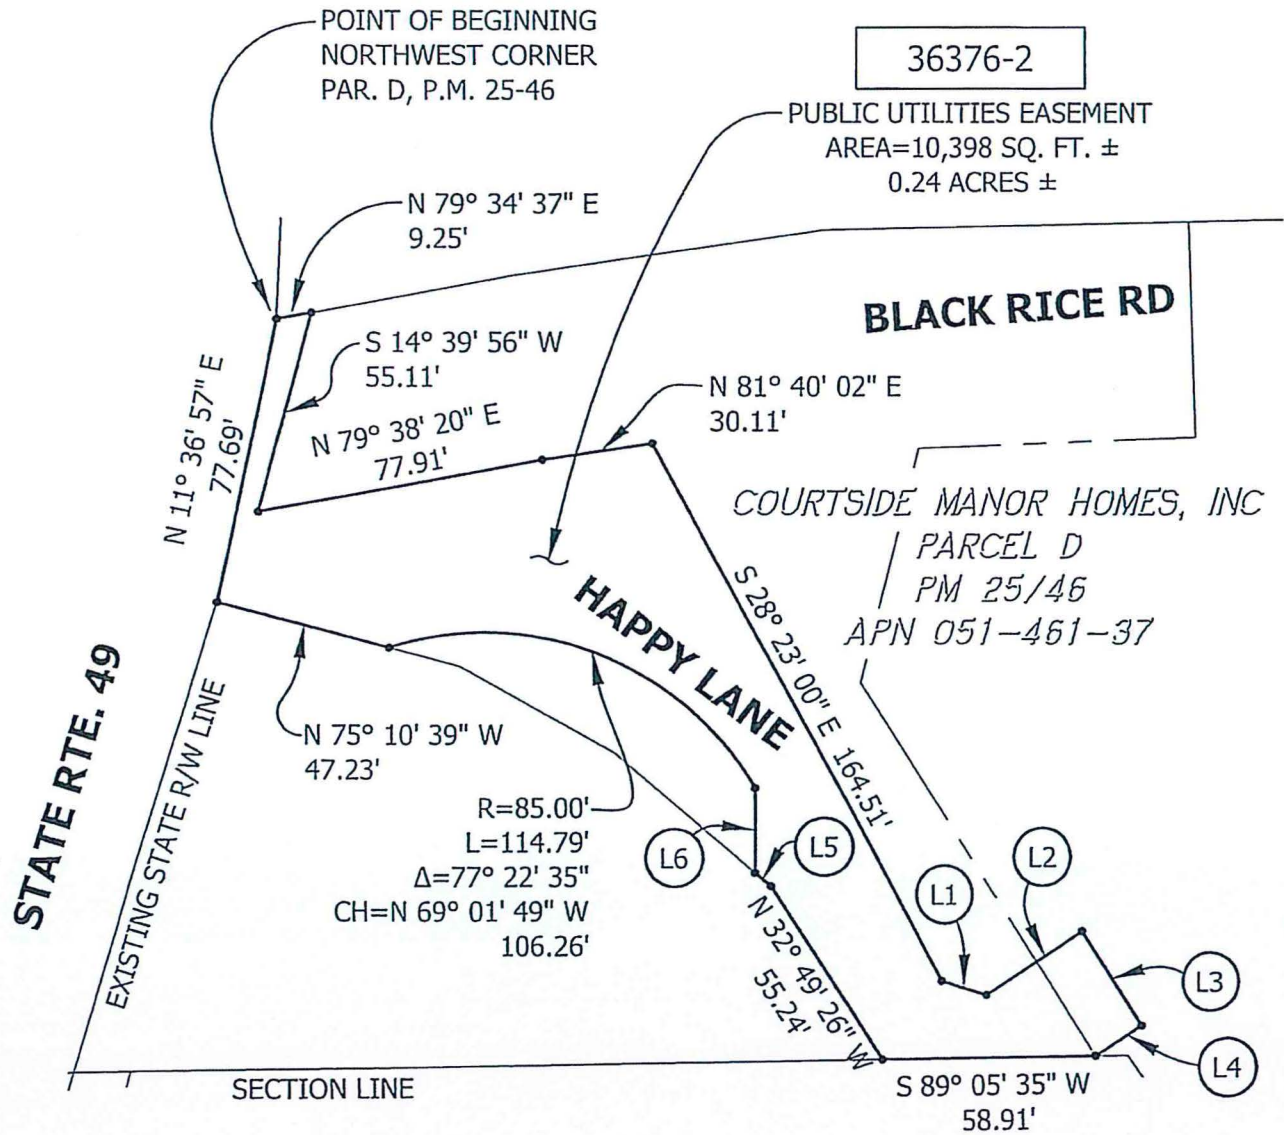 POINT OF BEGINNING
NORTHWEST CORNER
PAR. D, P.M. 25-46
36376-2
PUBLIC UTILITIES EASEMENT
AREA=10,398 SQ. FT. ±
0.24 ACRES ±
N 79° 34' 37" E
9.25'
BLACK RICE RD
S 14° 39' 56" W
55.11'
N 81° 40' 02" E
30.11'
N 11° 36' 57" E
77.69'
N 79° 38' 20" E
77.91'
COURTSIDE MANOR HOMES, INC
PARCEL D
PM 25/46
APN 051-461-37
S 28° 23' 00" E 164.51'
HAPPY LANE
STATE RTE. 49
EXISTING STATE R/W LINE
N 75° 10' 39" W
47.23'
R=85.00'
L=114.79'
Δ=77° 22' 35"
CH=N 69° 01' 49" W
106.26'
L6
L5
L2
L1
L3
L4
N 32° 49' 26" W
55.24'
SECTION LINE
S 89° 05' 35" W
58.91'